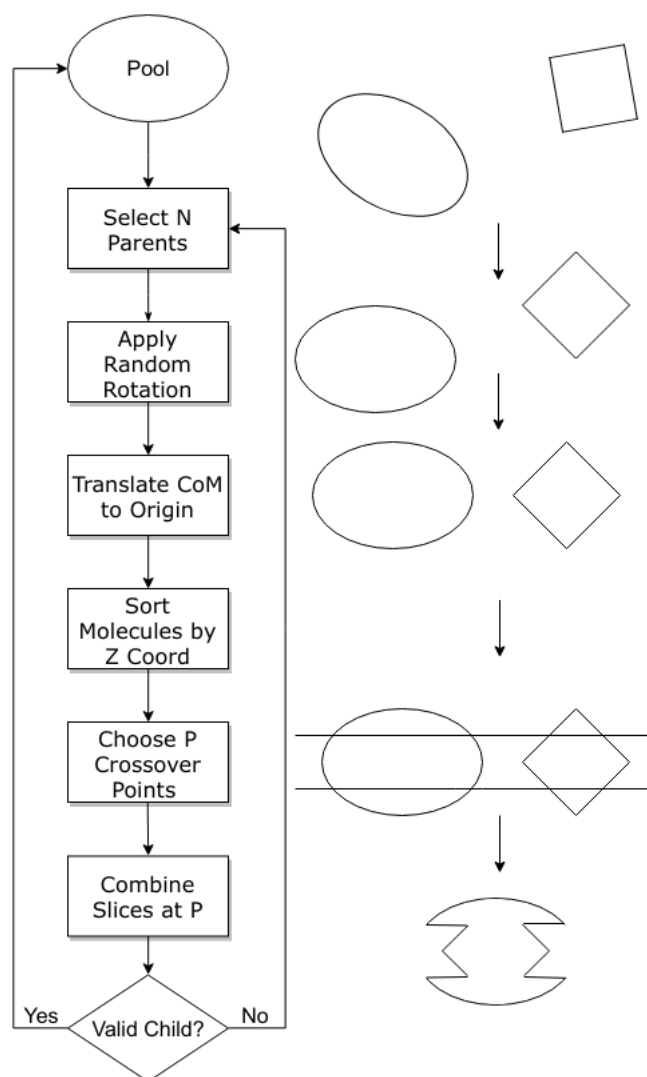 Pool
Select N
Parents
Apply
Random
Rotation
Translate CoM
to Origin
Sort
Molecules by
Z Coord
Choose P
Crossover
Points
Combine
Slices at P
Yes
Valid Child?
No